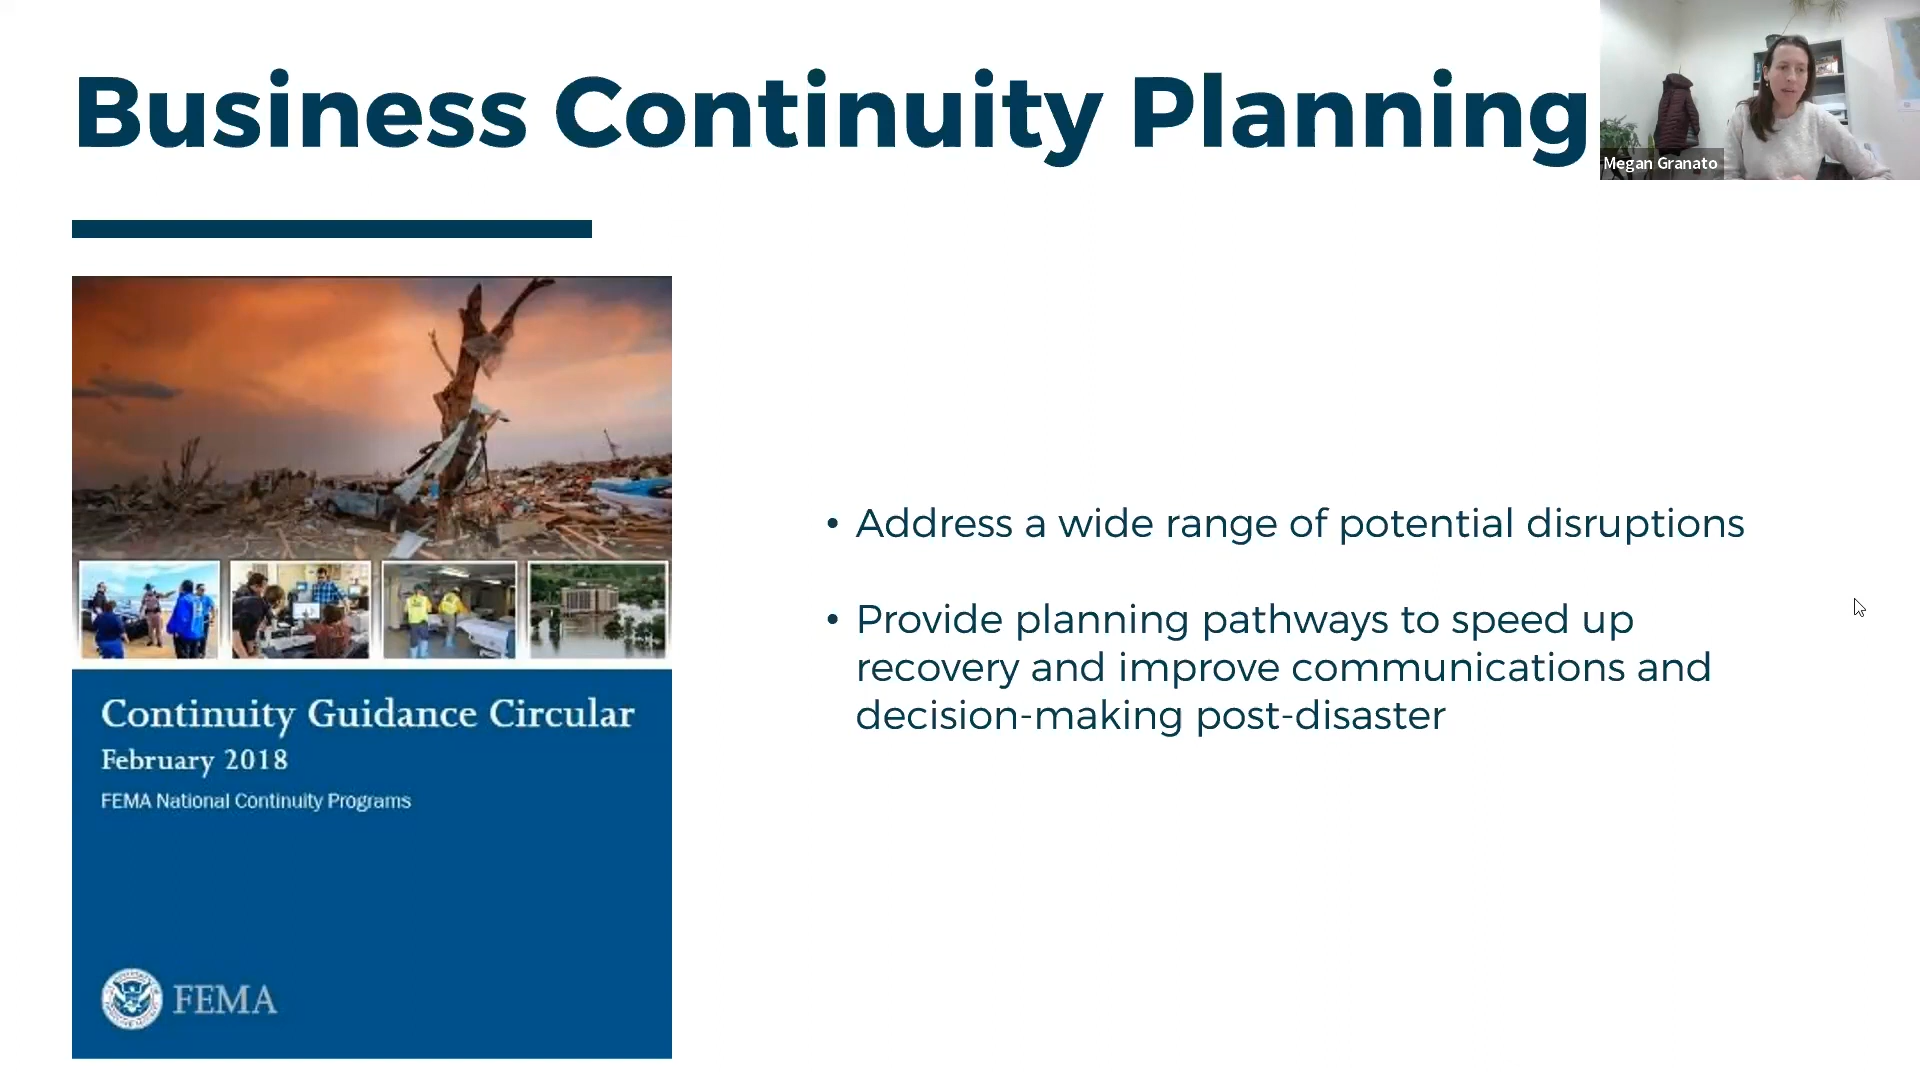 Business Continuity Planning
Megan Granato
Continuity Guidance Circular
February 2018
FEMA National Continuity Programs
FEMA
• Address a wide range of potential disruptions
• Provide planning pathways to speed up
recovery and improve communications and
decision-making post-disaster